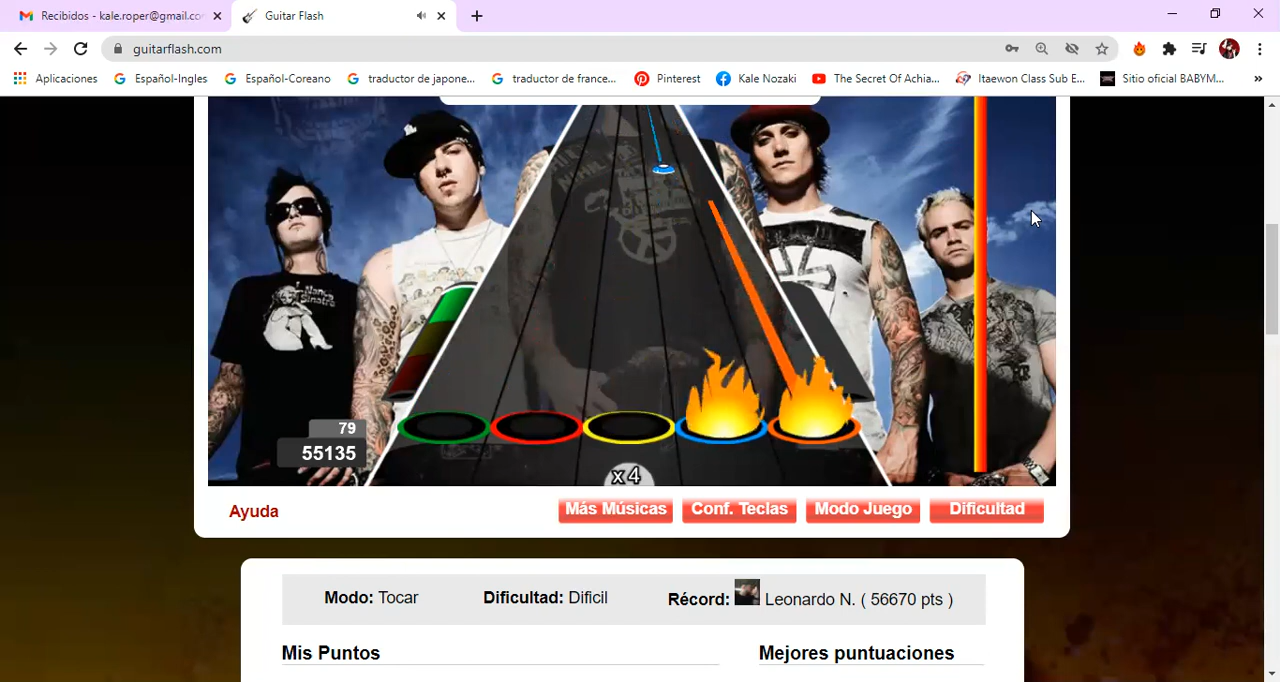 Recibidos - kale.roper@gmail.co
Guitar Flash
guitarflash.com
Aplicaciones
Español-Ingles
Español-Coreano
traductor de japone...
traductor de france...
Pinterest
Kale Nozaki
The Secret Of Achia...
Itaewon Class Sub E...
Sitio oficial BABYM...
79
55135
x4
Ayuda
Más Músicas
Conf. Teclas
Modo Juego
Dificultad
Modo: Tocar
Dificultad: Dificil
Récord: Leonardo N. ( 56670 pts )
Mis Puntos
Mejores puntuaciones